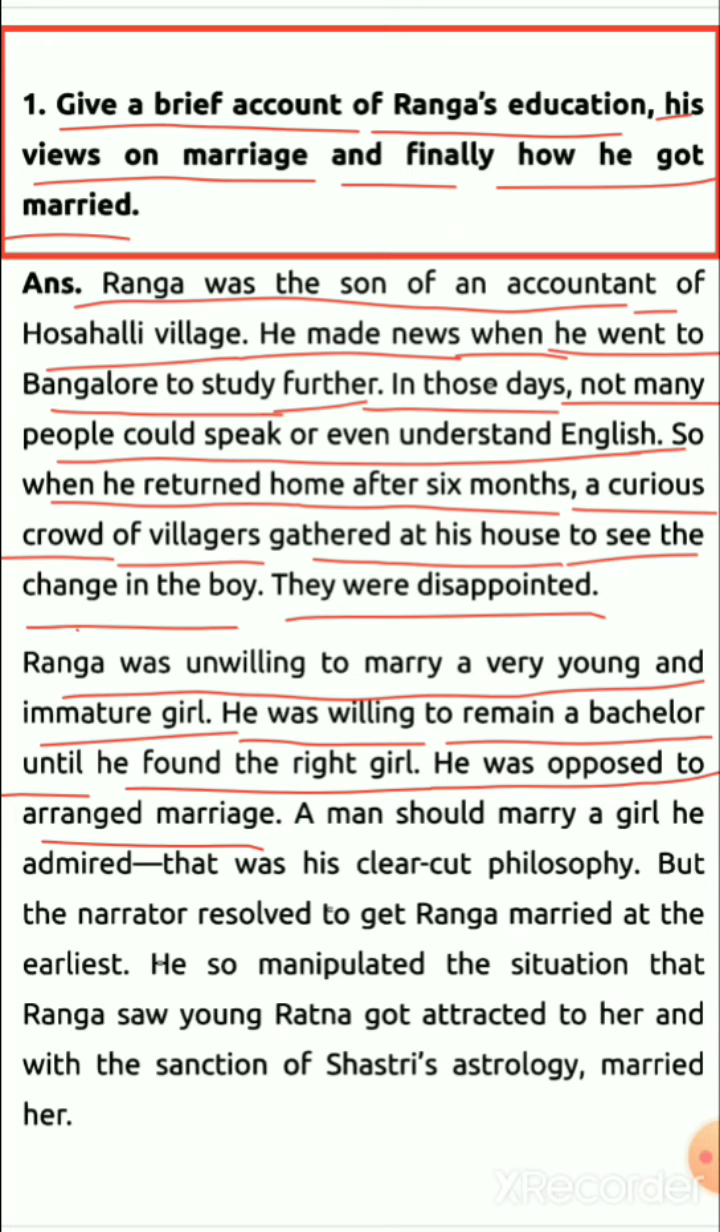 1. Give a brief account of Ranga's education, his
views on marriage and finally how he got
married.
Ans. Ranga was the son of an accountant of
Hosahalli village. He made news when he went to
Bangalore to study further. In those days, not many
people could speak or even understand English. So
when he returned home after six months, a curious
crowd of villagers gathered at his house to see the
change in the boy. They were disappointed.
Ranga was unwilling to marry a very young and
immature girl. He was willing to remain a bachelor
until he found the right girl. He was opposed to
arranged marriage. A man should marry a girl he
admired—that was his clear-cut philosophy. But
the narrator resolved to get Ranga married at the
earliest. He so manipulated the situation that
Ranga saw young Ratna got attracted to her and
with the sanction of Shastri's astrology, married
her.
XRecorder